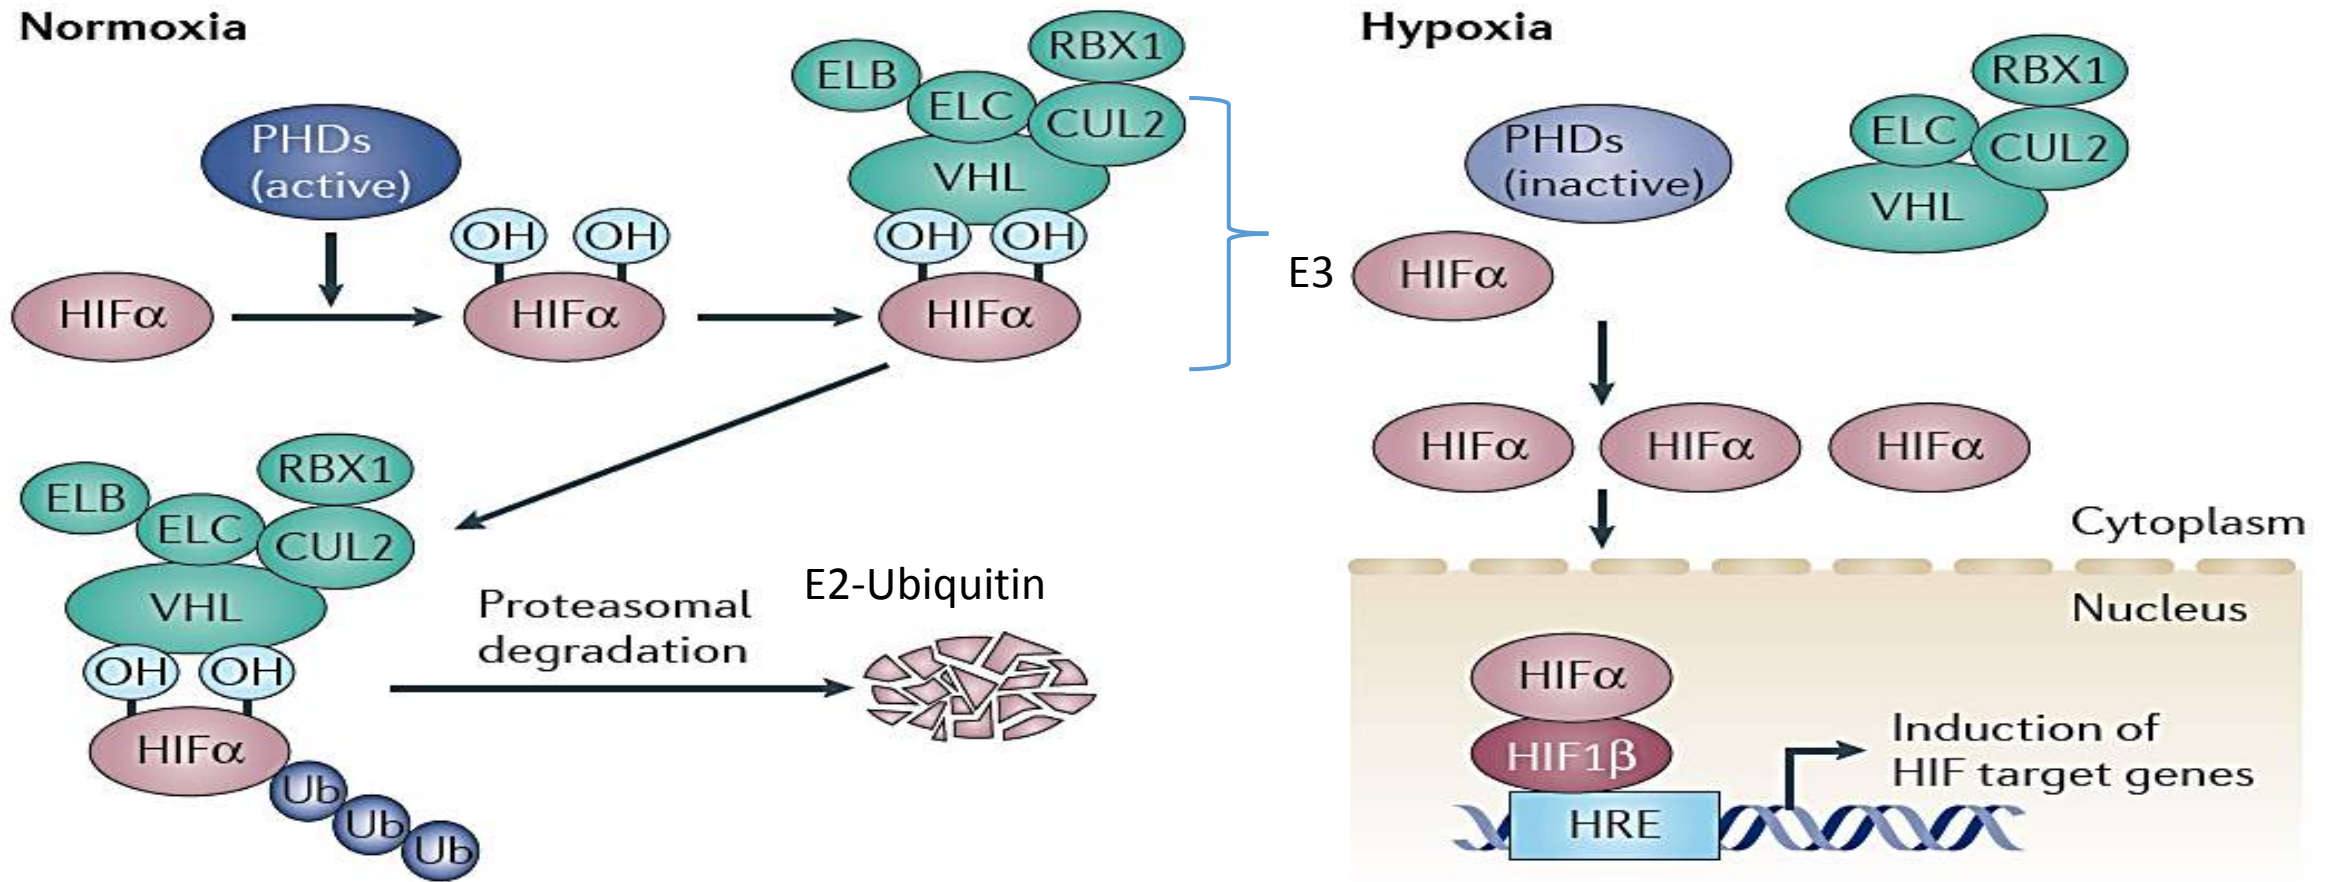 Normoxia
PHDs
(active)
HIFα
OH
OH
HIFα
ELB
ELC
RBX1
CUL2
VHL
OH
OH
HIFα
E3
ELB
ELC
RBX1
CUL2
VHL
OH
OH
HIFα
Ub
Ub
Ub
Proteasomal
degradation
E2-Ubiquitin
Hypoxia
PHDs
(inactive)
RBX1
ELC
CUL2
VHL
HIFα
HIFα
HIFα
HIFα
Cytoplasm
Nucleus
HIFα
HIF1β
HRE
Induction of
HIF target genes